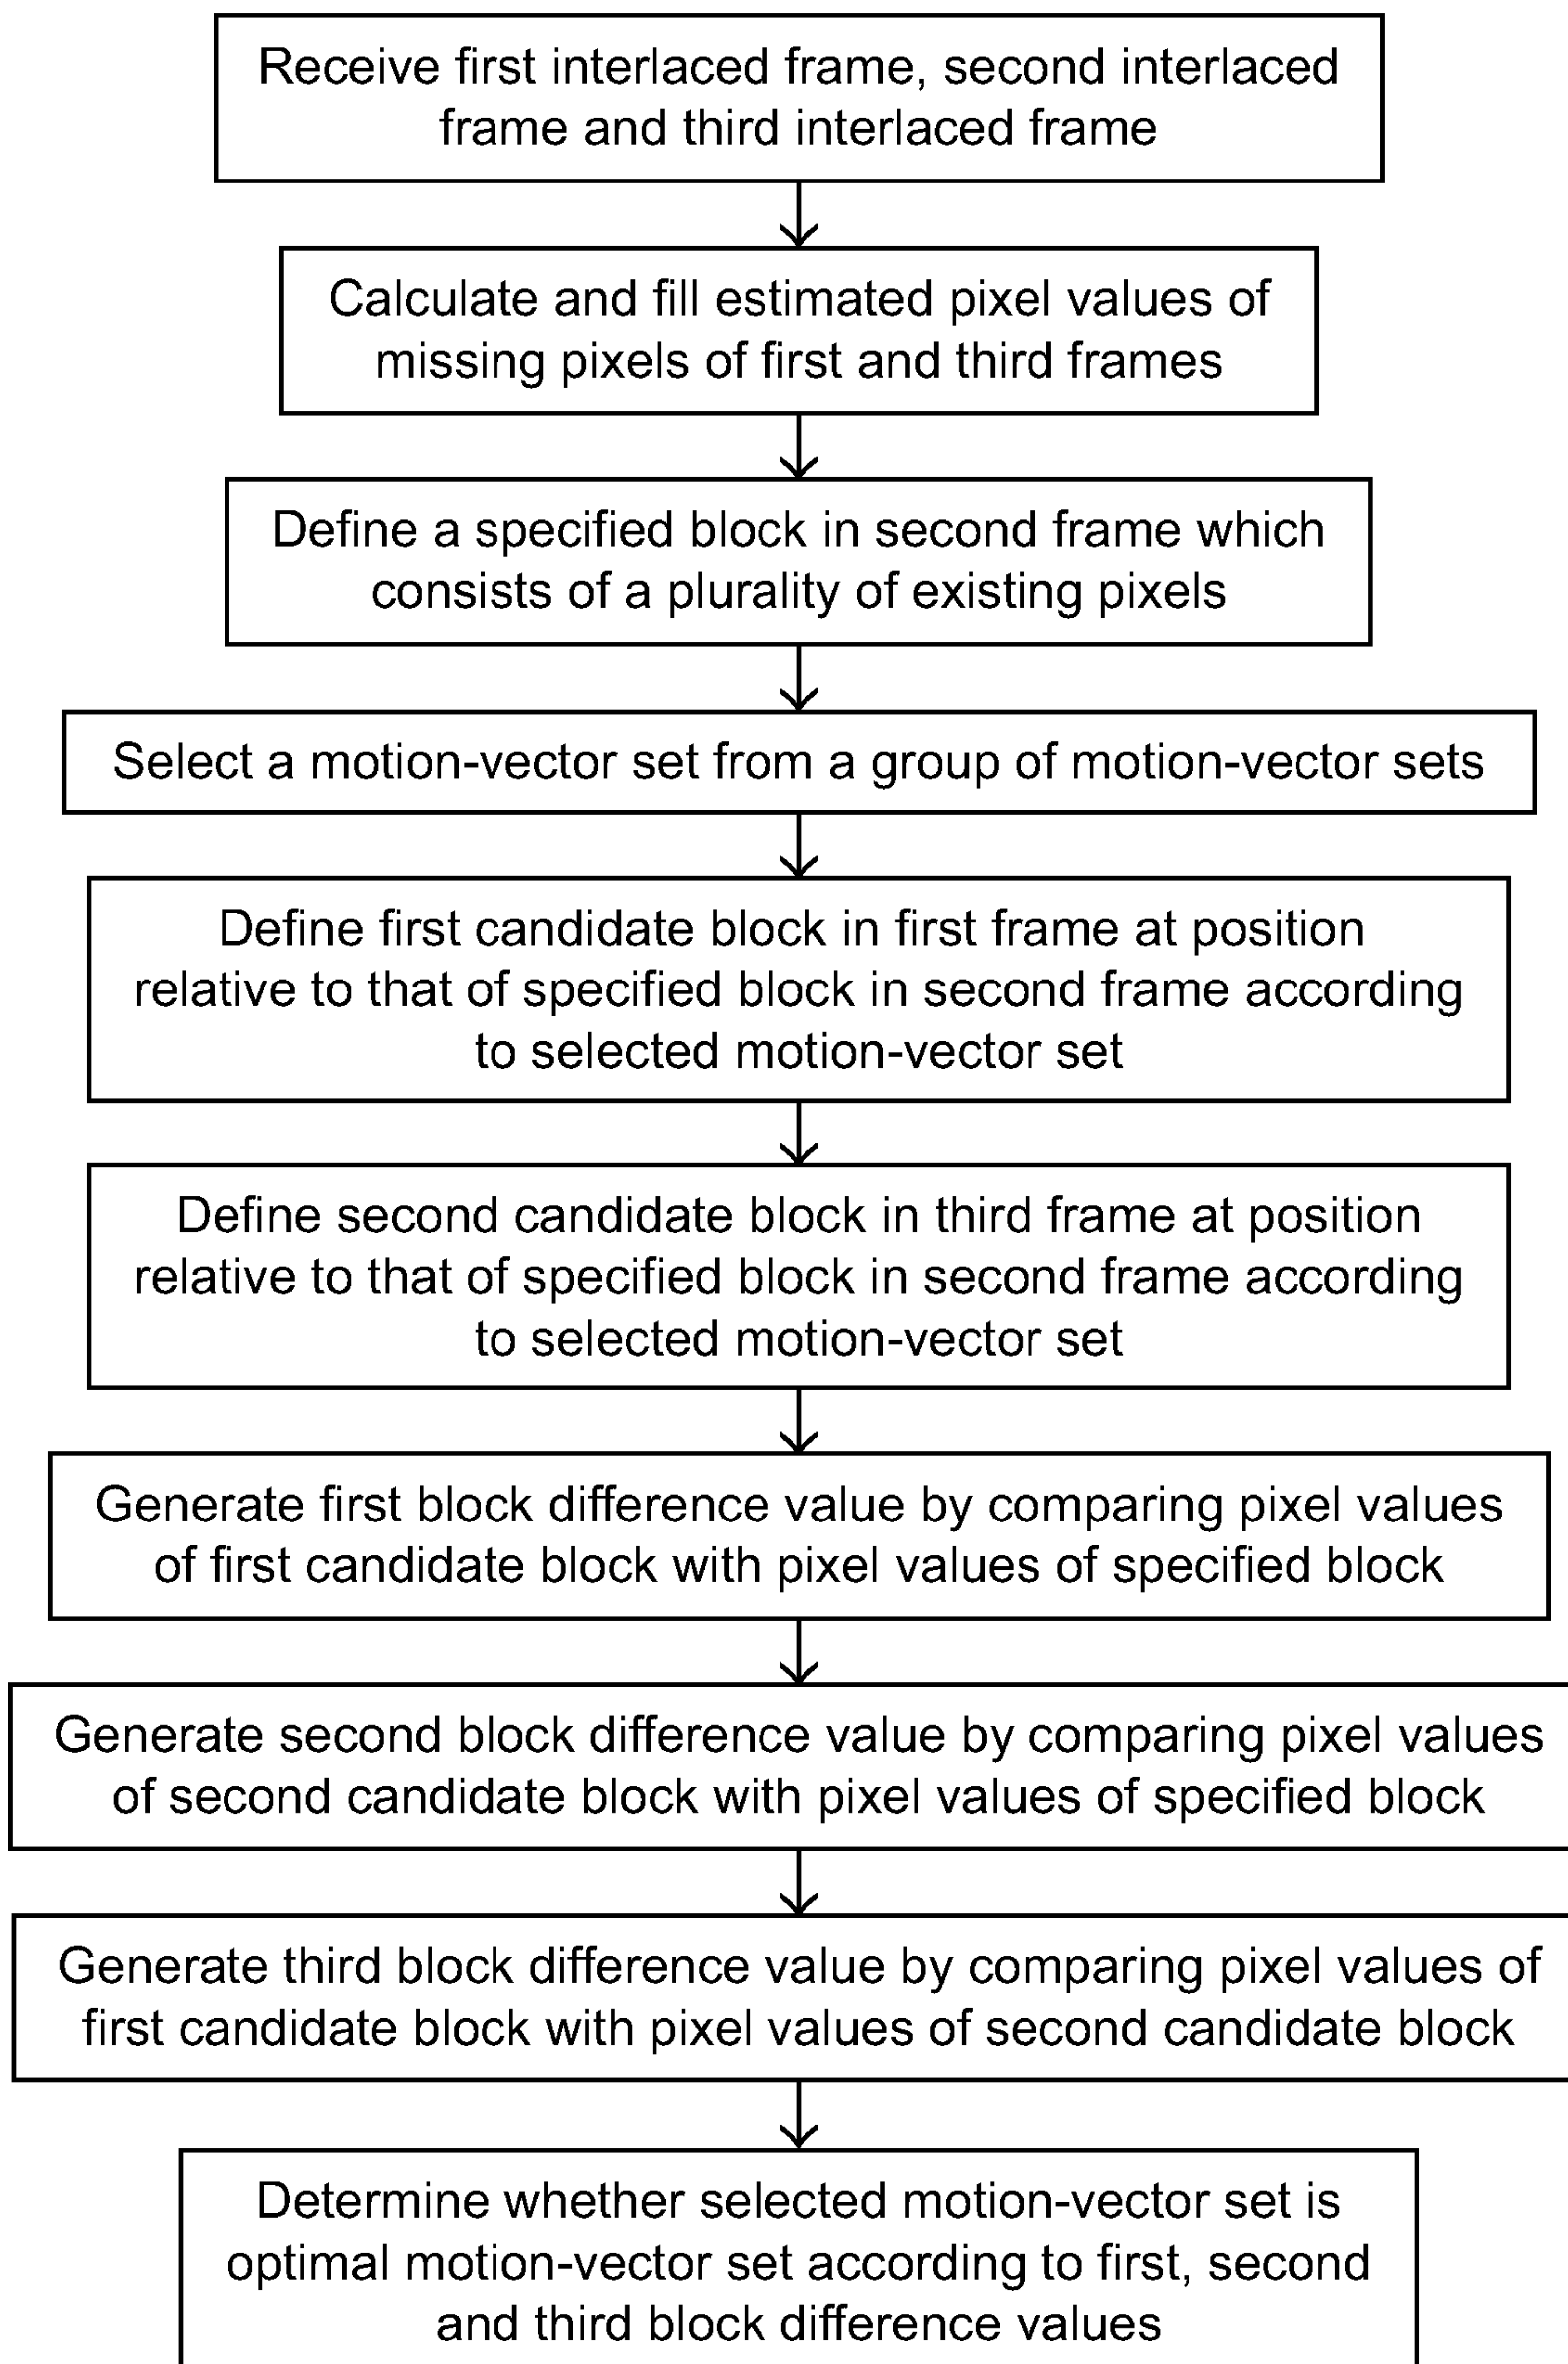 Receive first interlaced frame, second interlaced
frame and third interlaced frame
Calculate and fill estimated pixel values of
missing pixels of first and third frames
Define a specified block in second frame which
consists of a plurality of existing pixels
Select a motion-vector set from a group of motion-vector sets
Define first candidate block in first frame at position
relative to that of specified block in second frame according
to selected motion-vector set
Define second candidate block in third frame at position
relative to that of specified block in second frame according
to selected motion-vector set
Generate first block difference value by comparing pixel values
of first candidate block with pixel values of specified block
Generate second block difference value by comparing pixel values
of second candidate block with pixel values of specified block
Generate third block difference value by comparing pixel values of
first candidate block with pixel values of second candidate block
Determine whether selected motion-vector set is
optimal motion-vector set according to first, second
and third block difference values